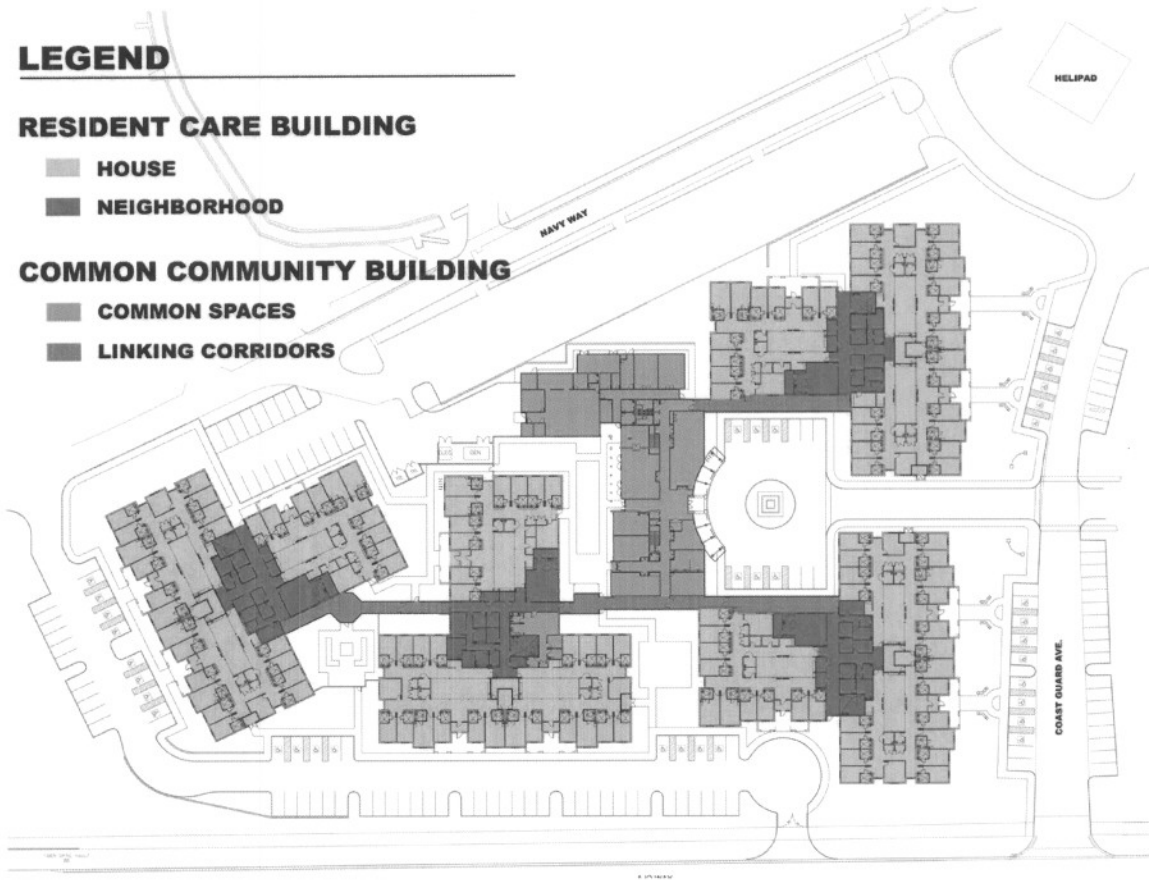 LEGEND
RESIDENT CARE BUILDING
HOUSE
NEIGHBORHOOD
COMMON COMMUNITY BUILDING
COMMON SPACES
LINKING CORRIDORS
HELIPAD
NAVY WAY
GEN
COAST GUARD AVE.